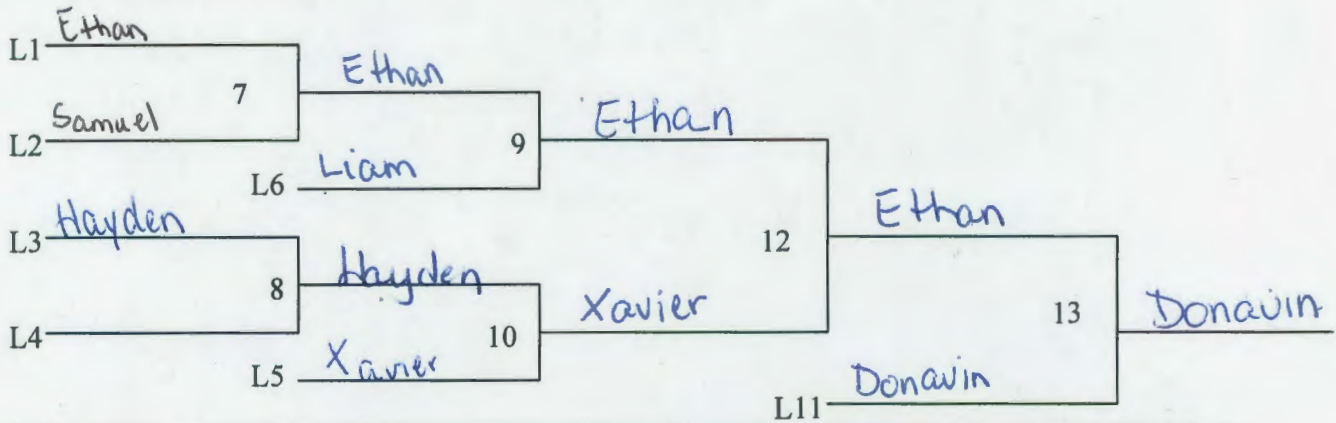 L1 Ethan
7
Ethan
L2 Samuel
9
Ethan
L6 Liam
L3 Hayden
12
Ethan
8
Hayden
L4
10
Xavier
13
Donavin
L5 Xavier
L11 Donavin